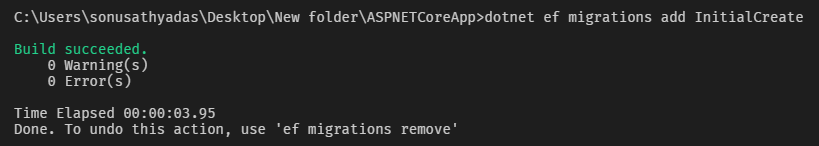 C:\Users\sonusathyadas\Desktop\New folder\ASPNETCoreApp>dotnet ef migrations add InitialCreate
Build succeeded.
0 Warning(s)
0 Error(s)
Time Elapsed 00:00:03.95
Done. To undo this action, use 'ef migrations remove'